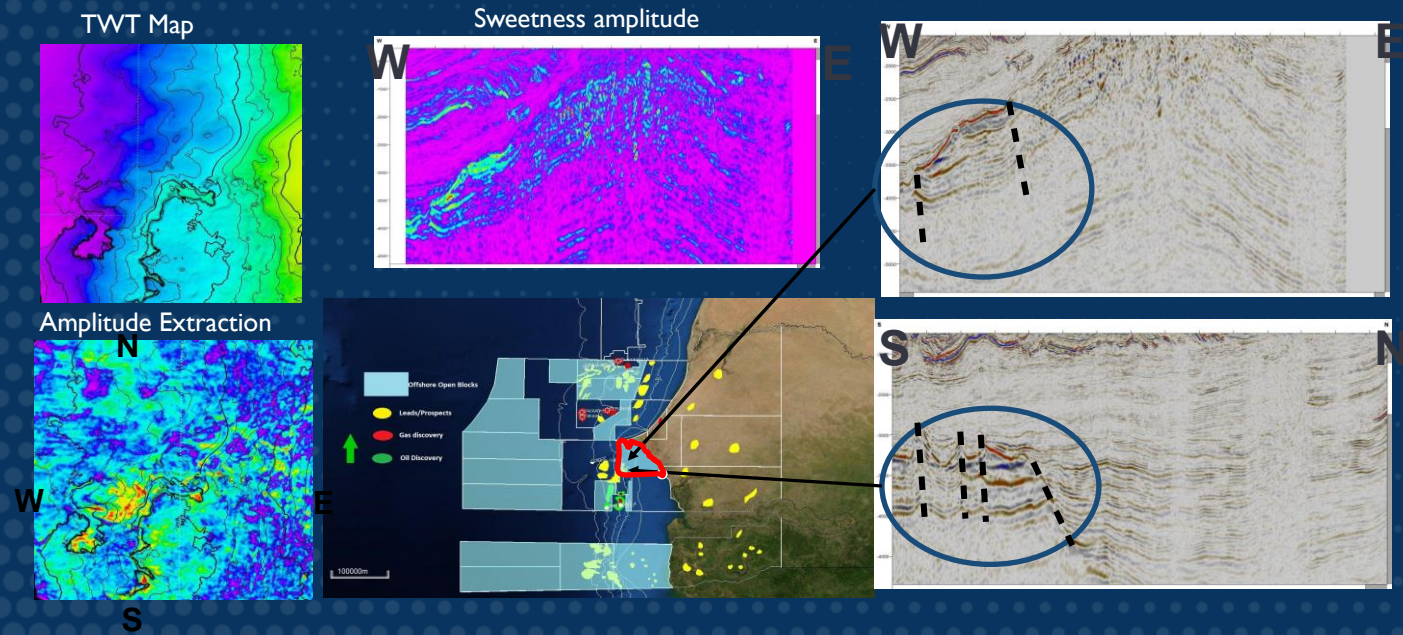 TWT Map
Sweetness amplitude
W
E
W
E
Amplitude Extraction
N
W
E
S
Offshore Open Blocks
Leads/Prospects
Gas discovery
Oil Discovery
100000m
S
N